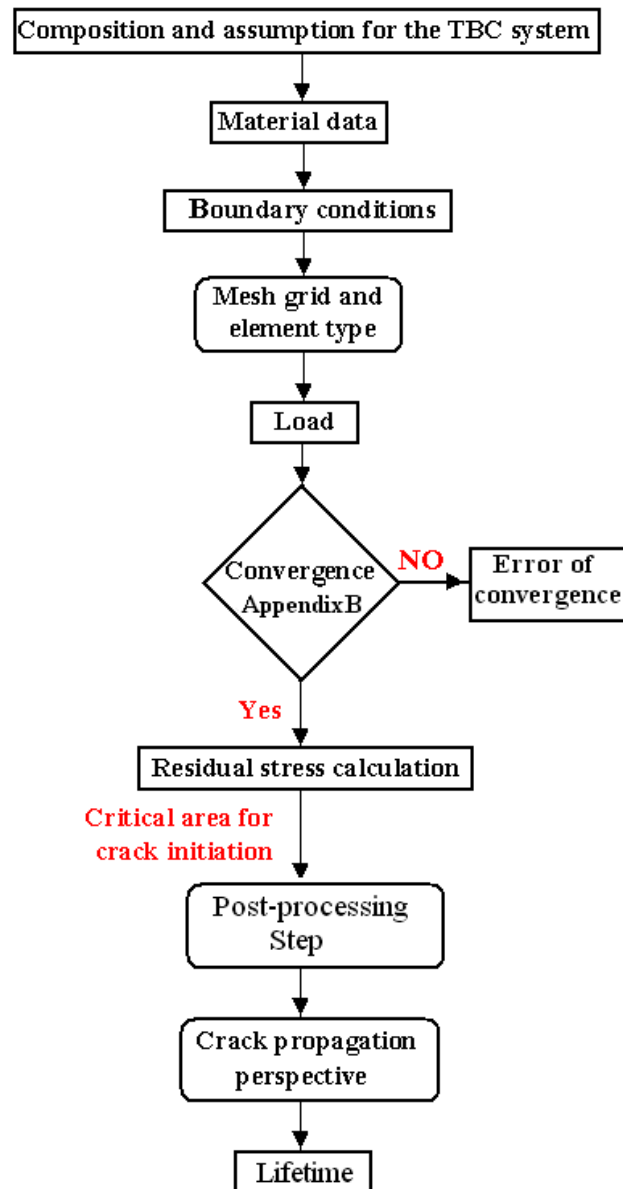 Composition and assumption for the TBC system
Material data
Boundary conditions
Mesh grid and
element type
Load
Convergence
AppendixB
NO
Error of
convergence
Yes
Residual stress calculation
Critical area for
crack initiation
Post-processing
Step
Crack propagation
perspective
Lifetime